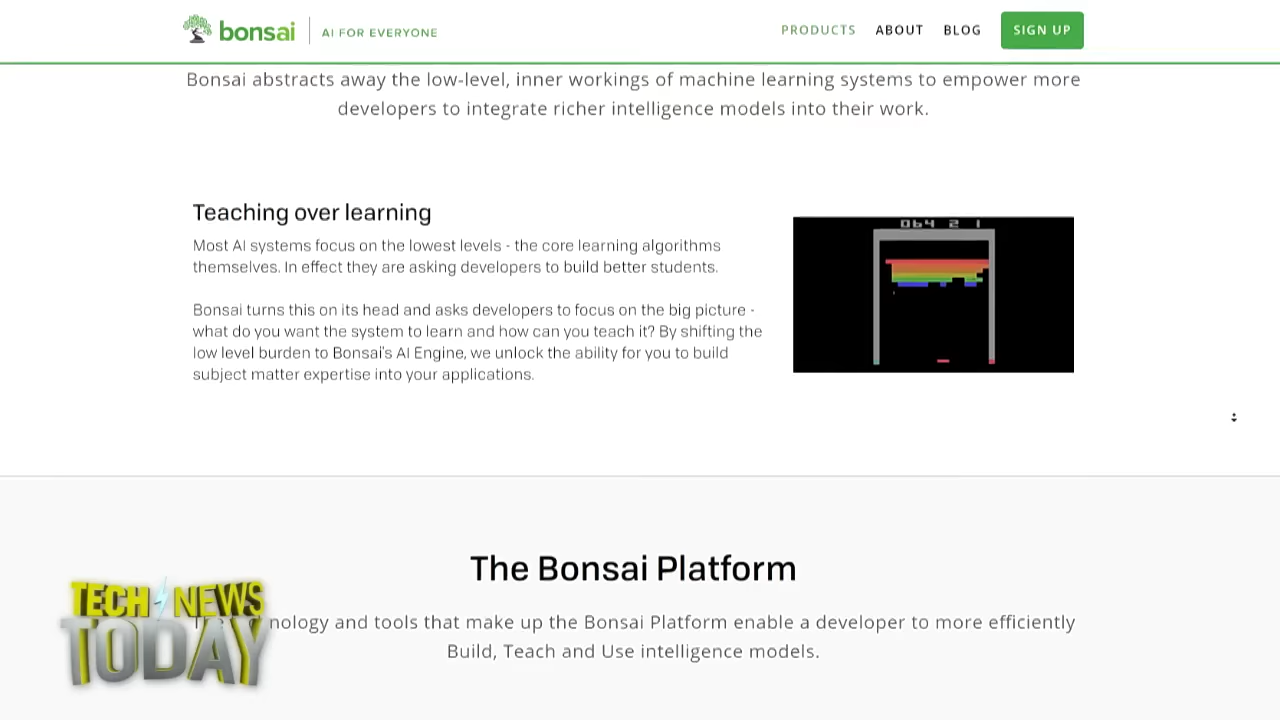 bonsai AI FOR EVERYONE PRODUCTS ABOUT BLOG SIGN UP
Bonsai abstracts away the low-level, inner workings of machine learning systems to empower more
developers to integrate richer intelligence models into their work.
Teaching over learning
Most AI systems focus on the lowest levels - the core learning algorithms
themselves. In effect they are asking developers to build better students.
Bonsai turns this on its head and asks developers to focus on the big picture -
what do you want the system to learn and how can you teach it? By shifting the
low level burden to Bonsai's AI Engine, we unlock the ability for you to build
subject matter expertise into your applications.
064 2 1
The Bonsai Platform
nology and tools that make up the Bonsai Platform enable a developer to more efficiently
Build, Teach and Use intelligence models.
TECH NEWS
TODAY